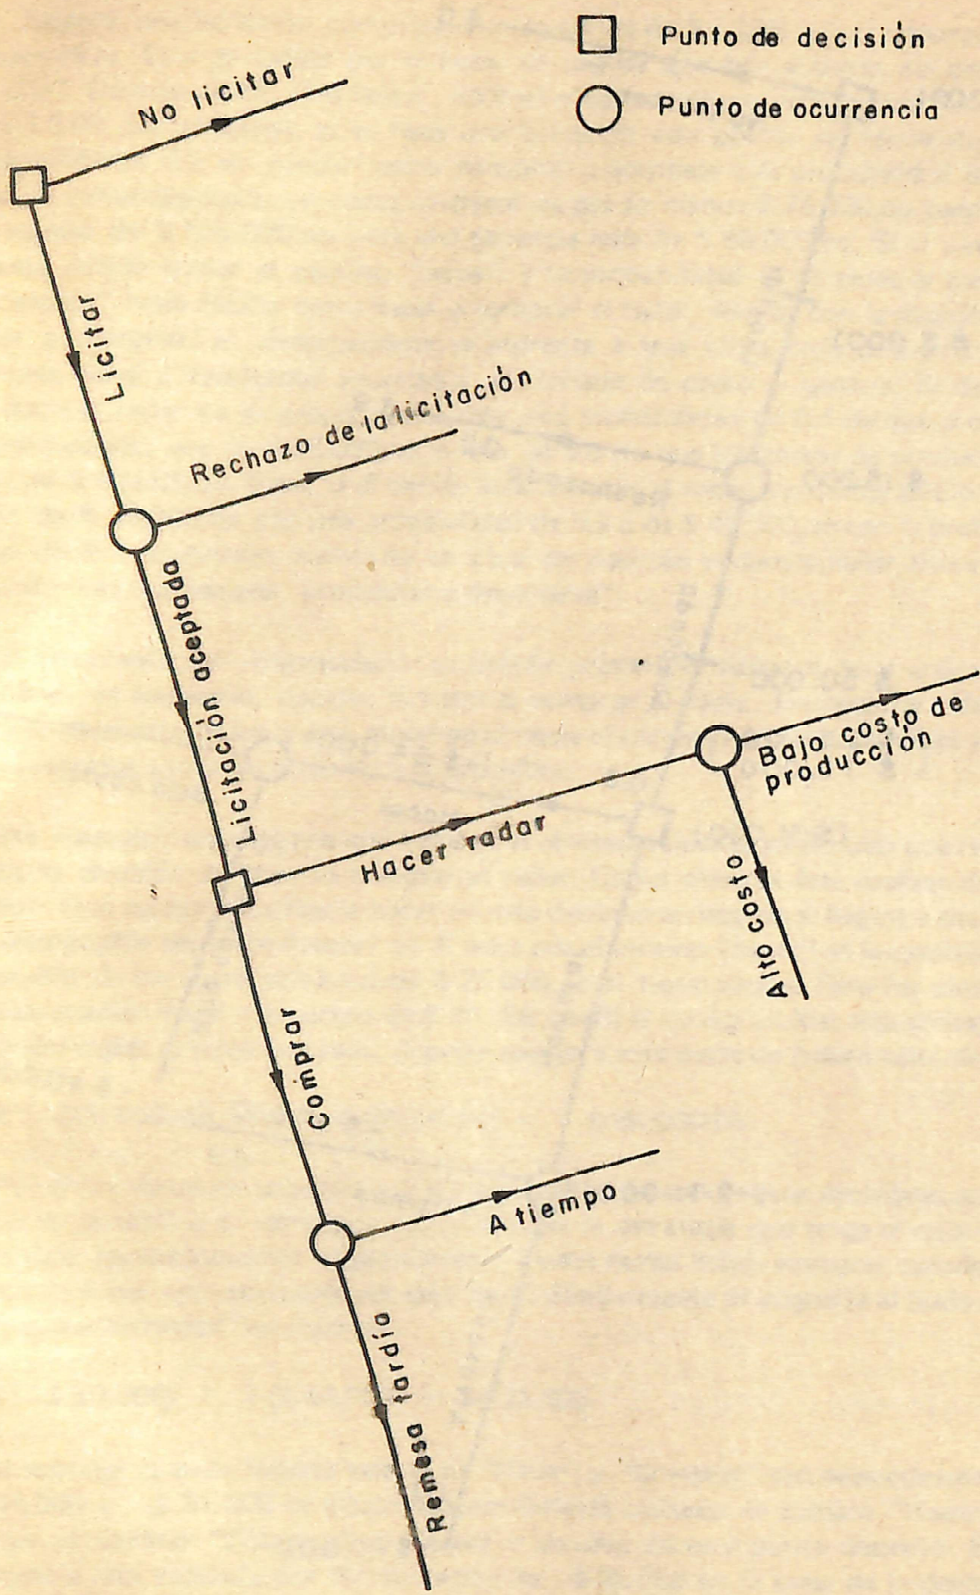 Punto de decisión
Punto de ocurrencia
No licitar
Licitar
Rechazo de la licitación
Licitación aceptada
Hacer radar
Bajo costo de
producción
Alto costo
Comprar
A tiempo
Remesa tardía